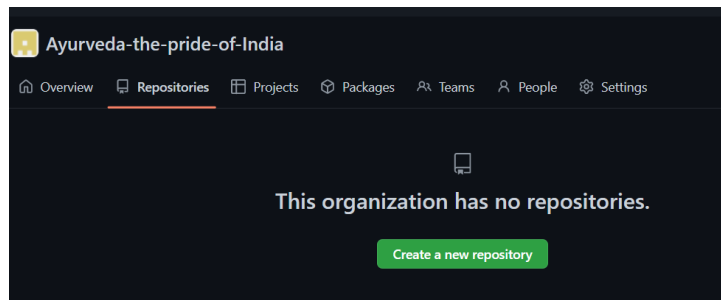 Ayurveda-the-pride-of-India
Overview Repositories Projects Packages Teams People Settings
This organization has no repositories.
Create a new repository